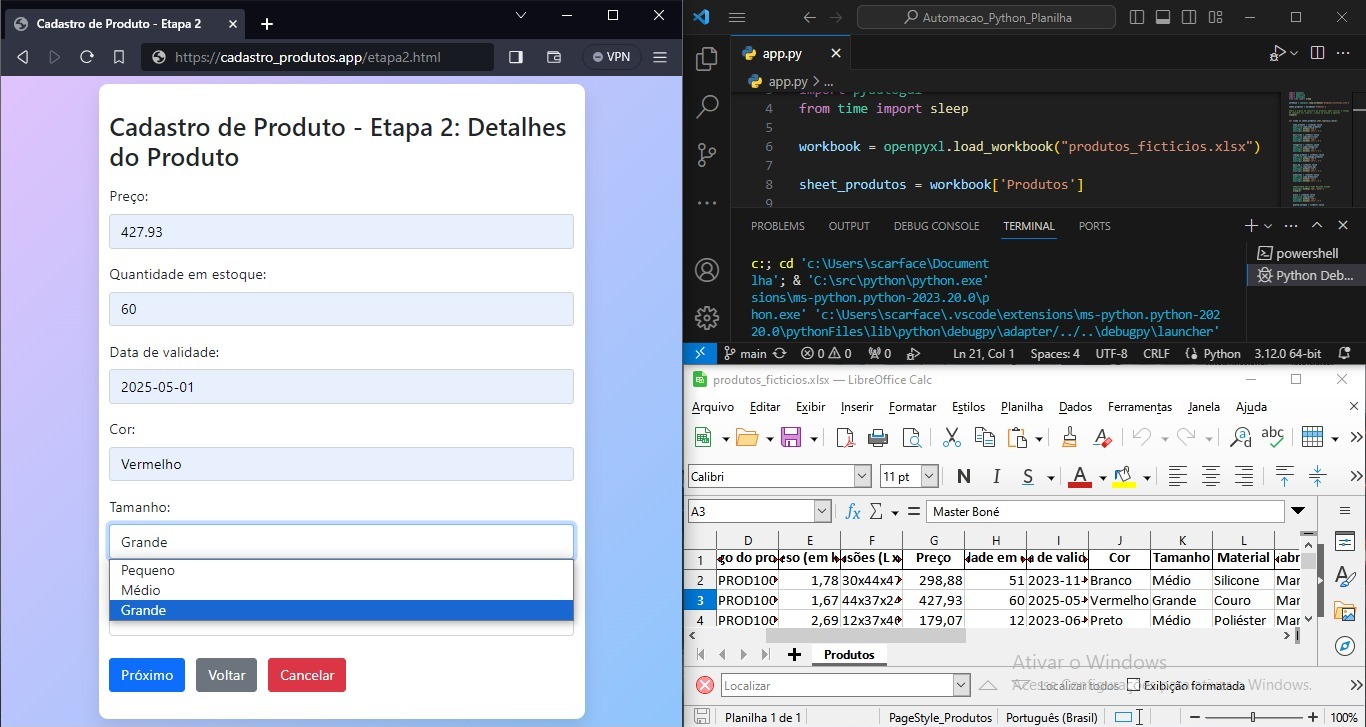 Cadastro de Produto - Etapa 2
https://cadastro_produtos.app/etapa2.html
VPN
Cadastro de Produto - Etapa 2: Detalhes
do Produto
Preço:
427.93
Quantidade em estoque:
60
Data de validade:
2025-05-01
Cor:
Vermelho
Tamanho:
Grande
Pequeno
Médio
Grande
Próximo Voltar Cancelar
Automacao_Python_Planilha
app.py
app.py > ...
4 from time import sleep
5
6 workbook = openpyxl.load_workbook("produtos_ficticios.xlsx")
7
8 sheet_produtos = workbook['Produtos']
9
PROBLEMS OUTPUT DEBUG CONSOLE TERMINAL PORTS
powershell
Python Deb...
c:; cd 'c:\Users\scarface\Document
lha'; & 'C:\src\python\python.exe'
sions\ms-python.python-2023.20.0\p
hon.exe' 'c:\Users\scarface\.vscode\extensions\ms-python.python-202
20.0\pythonFiles\lib\python\debugpy\adapter/../..\debugpy\launcher'
main 0 0 0 Ln 21, Col 1 Spaces: 4 UTF-8 CRLF Python 3.12.0 64-bit
produtos_ficticios.xlsx — LibreOffice Calc
Arquivo Editar Exibir Inserir Formatar Estilos Planilha Dados Ferramentas Janela Ajuda
Calibri 11 pt N I S A
A3 fx Σ = Master Boné
D E F G H I J K L
1 go do pro eso (em k sões (L x Preço dade em a de valid Cor Tamanho Material abr
2 PROD100 1,78 30x44x47 298,88 51 2023-11- Branco Médio Silicone Mar
3 PROD100 1,67 44x37x24 427,93 60 2025-05- Vermelho Grande Couro Mar
4 PROD100 2,69 12x37x46 179,07 12 2023-06- Preto Médio Poliéster Mar
Produtos
Ativar o Windows
Localizar Localizar todos Exibição formatada
Windows.
Planilha 1 de 1 PageStyle_Produtos Português (Brasil) 100%